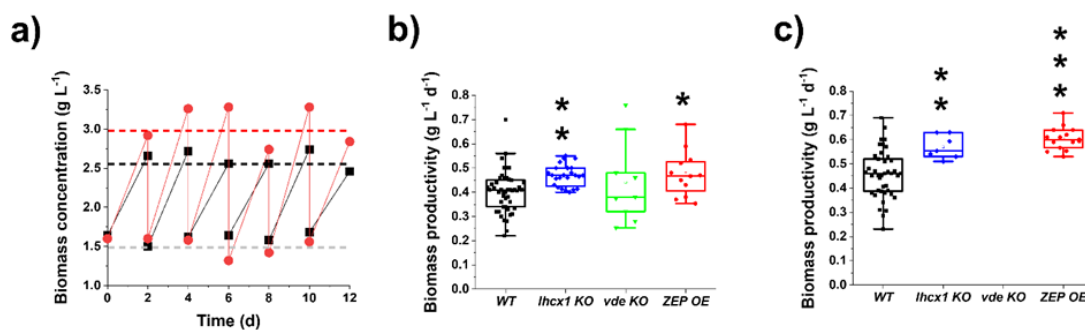 a)
Biomass concentration (g L-1)
3.5
3.0
2.5
2.0
1.5
1.0
0 2 4 6 8 10 12
Time (d)
b)
Biomass productivity (g L-1 d-1)
0.8
0.7
0.6
0.5
0.4
0.3
0.2
0.1
0.0
* * *
WT lhcx1 KO vde KO ZEP OE
c)
Biomass productivity (g L-1 d-1)
0.8
0.7
0.6
0.5
0.4
0.3
0.2
0.1
0.0
* * * * *
WT lhcx1 KO vde KO ZEP OE